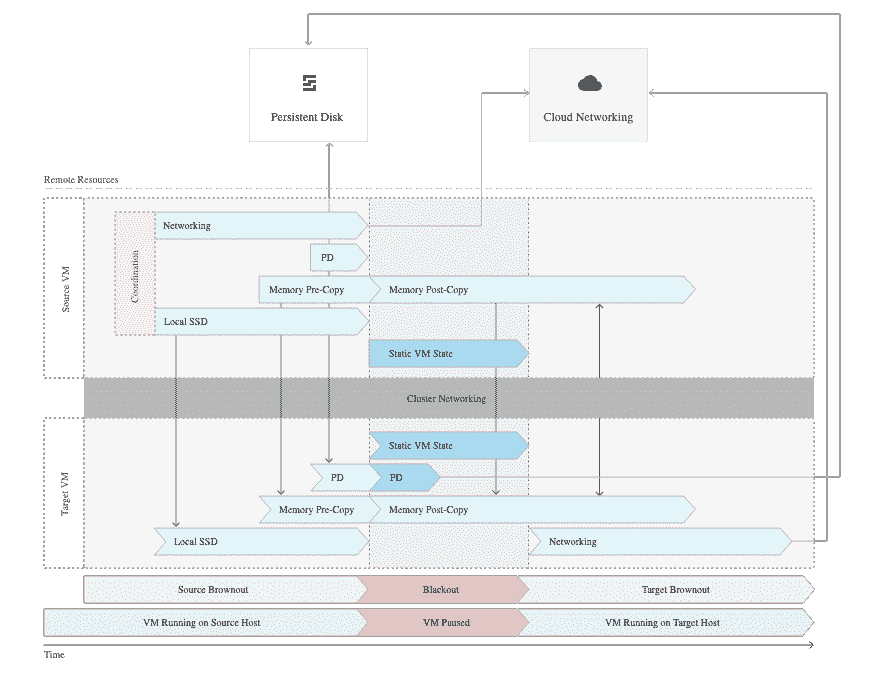 Persistent Disk
Cloud Networking
Remote Resources
Source VM
Coordination
Networking
PD
Memory Pre-Copy
Memory Post-Copy
Local SSD
Static VM State
Cluster Networking
Target VM
Static VM State
PD
PD
Memory Pre-Copy
Memory Post-Copy
Local SSD
Networking
Source Brownout
Blackout
Target Brownout
VM Running on Source Host
VM Paused
VM Running on Target Host
Time